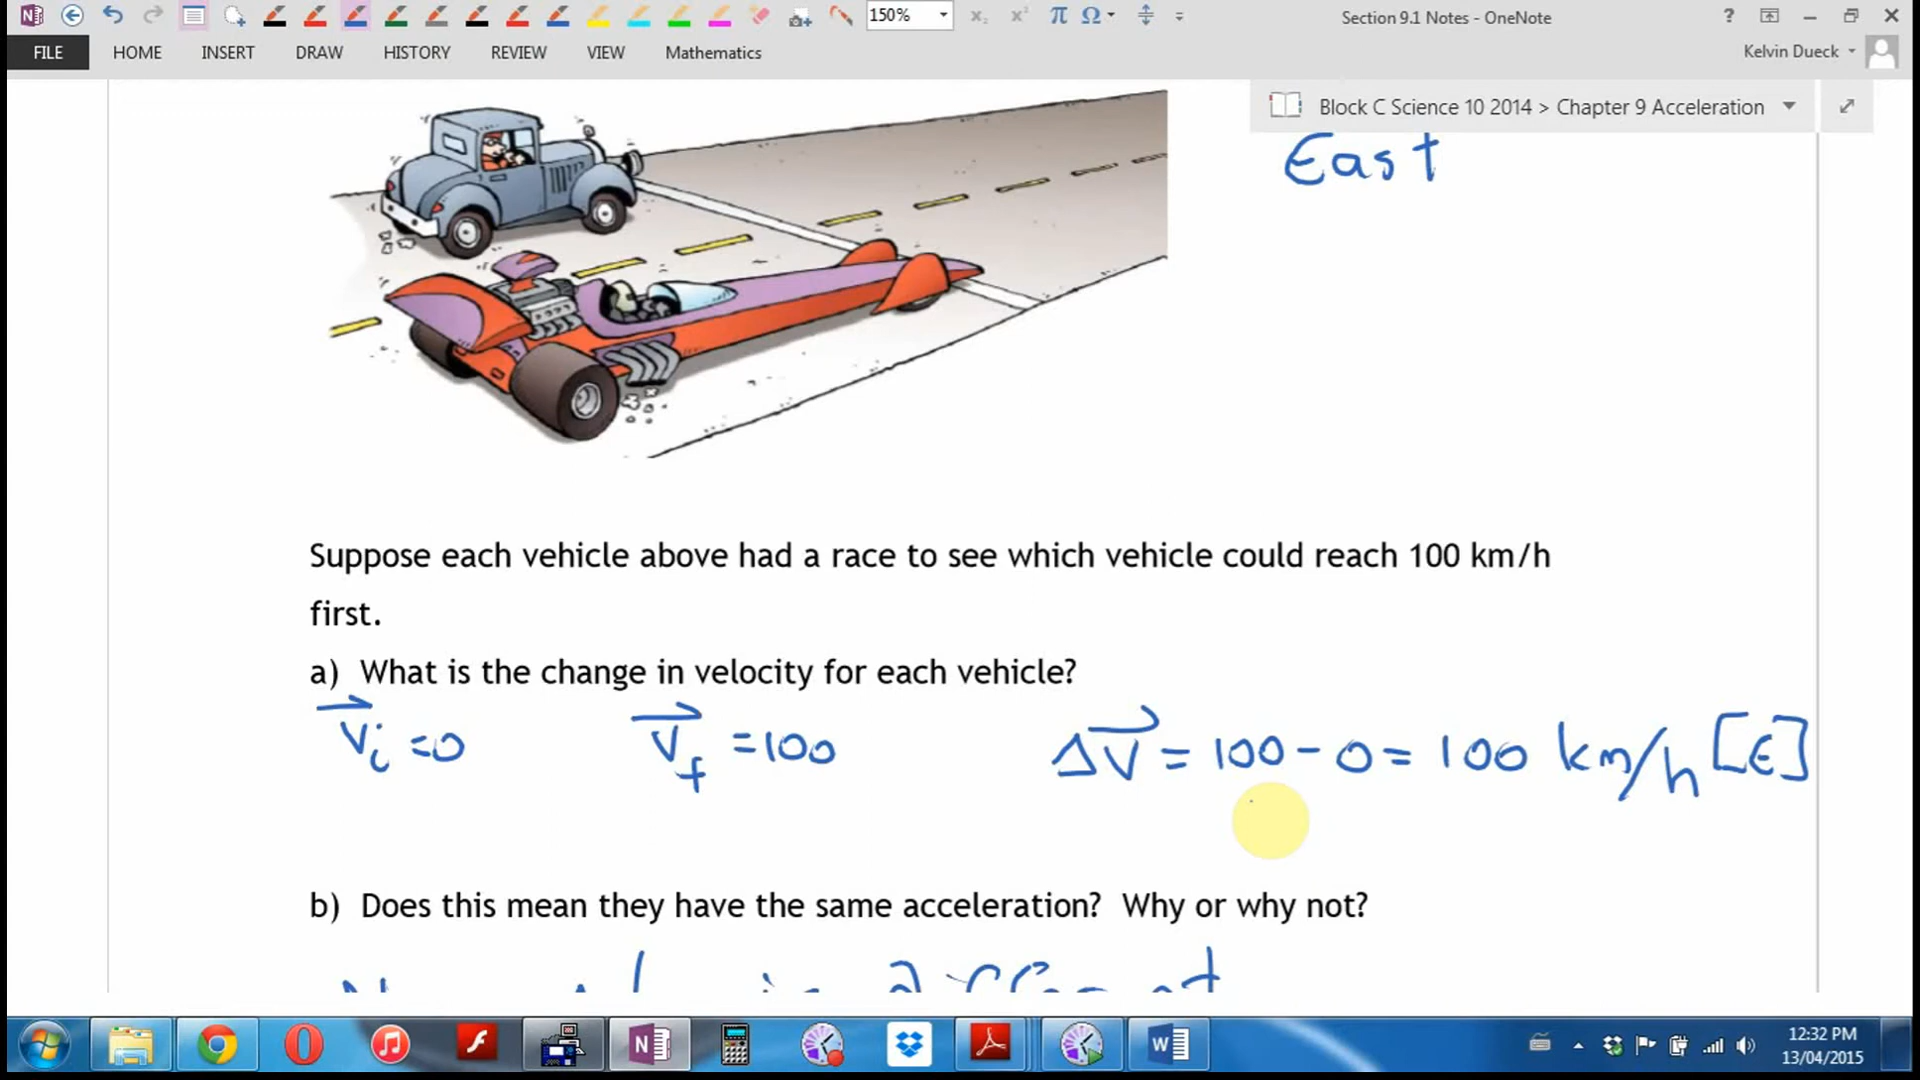 150%
Section 9.1 Notes - OneNote
FILE HOME INSERT DRAW HISTORY REVIEW VIEW Mathematics
Kelvin Dueck
Block C Science 10 2014 > Chapter 9 Acceleration
East
Suppose each vehicle above had a race to see which vehicle could reach 100 km/h
first.
a) What is the change in velocity for each vehicle?
v⃗i =0 v⃗f =100 Δv⃗ = 100 - 0 = 100 km/h [E]
b) Does this mean they have the same acceleration? Why or why not?
is different
12:32 PM
13/04/2015